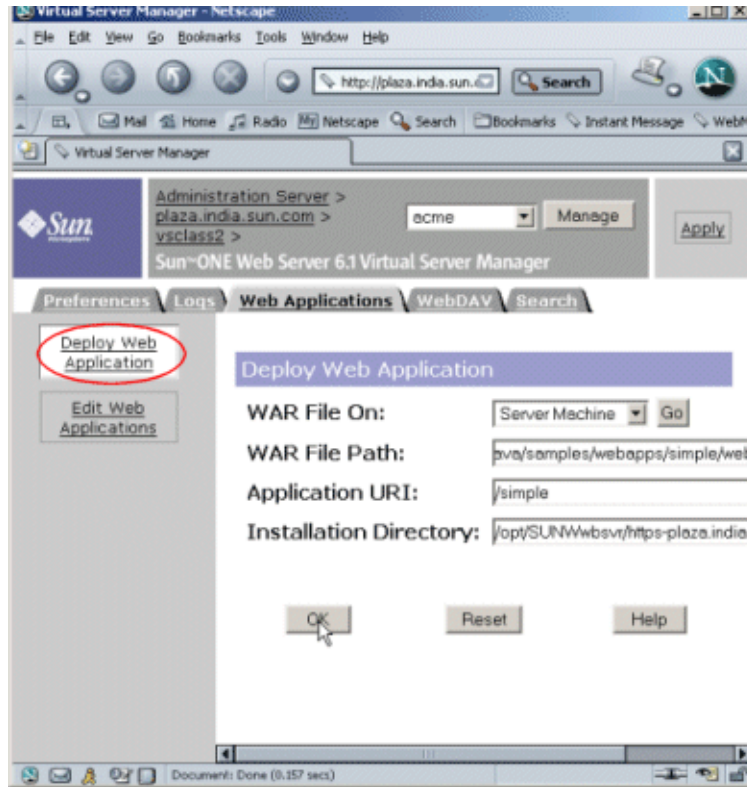 Virtual Server Manager - Netscape
File Edit View Go Bookmarks Tools Window Help
http://plaza.india.sun.c
Search
Mail Home Radio My Netscape Search Bookmarks Instant Message WebM
Virtual Server Manager
Sun
microsystems
Administration Server >
plaza.india.sun.com >
vsclass2 >
acme
Manage
Apply
Sun ONE Web Server 6.1 Virtual Server Manager
Preferences Logs Web Applications WebDAV Search
Deploy Web
Application
Edit Web
Applications
Deploy Web Application
WAR File On: Server Machine Go
WAR File Path: ava/samples/webapps/simple/web
Application URI: /simple
Installation Directory: /opt/SUNWwbsvr/https-plaza.india
OK Reset Help
Document: Done (0.157 secs)